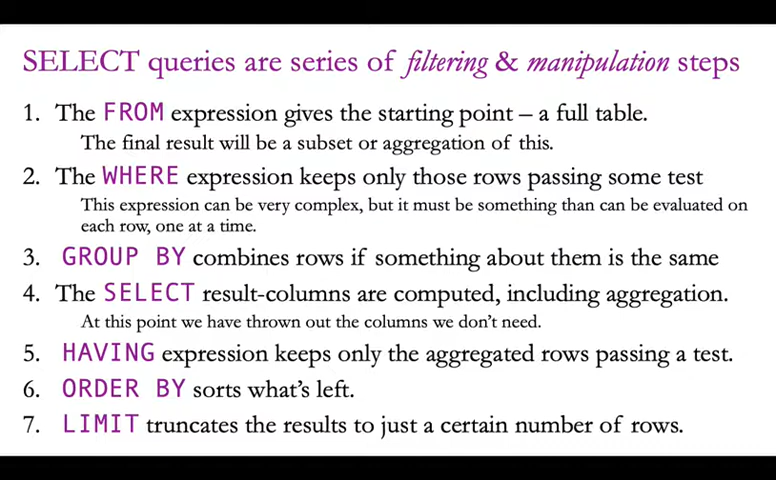 SELECT queries are series of filtering & manipulation steps
1. The FROM expression gives the starting point – a full table.
The final result will be a subset or aggregation of this.
2. The WHERE expression keeps only those rows passing some test
This expression can be very complex, but it must be something than can be evaluated on
each row, one at a time.
3. GROUP BY combines rows if something about them is the same
4. The SELECT result-columns are computed, including aggregation.
At this point we have thrown out the columns we don't need.
5. HAVING expression keeps only the aggregated rows passing a test.
6. ORDER BY sorts what's left.
7. LIMIT truncates the results to just a certain number of rows.